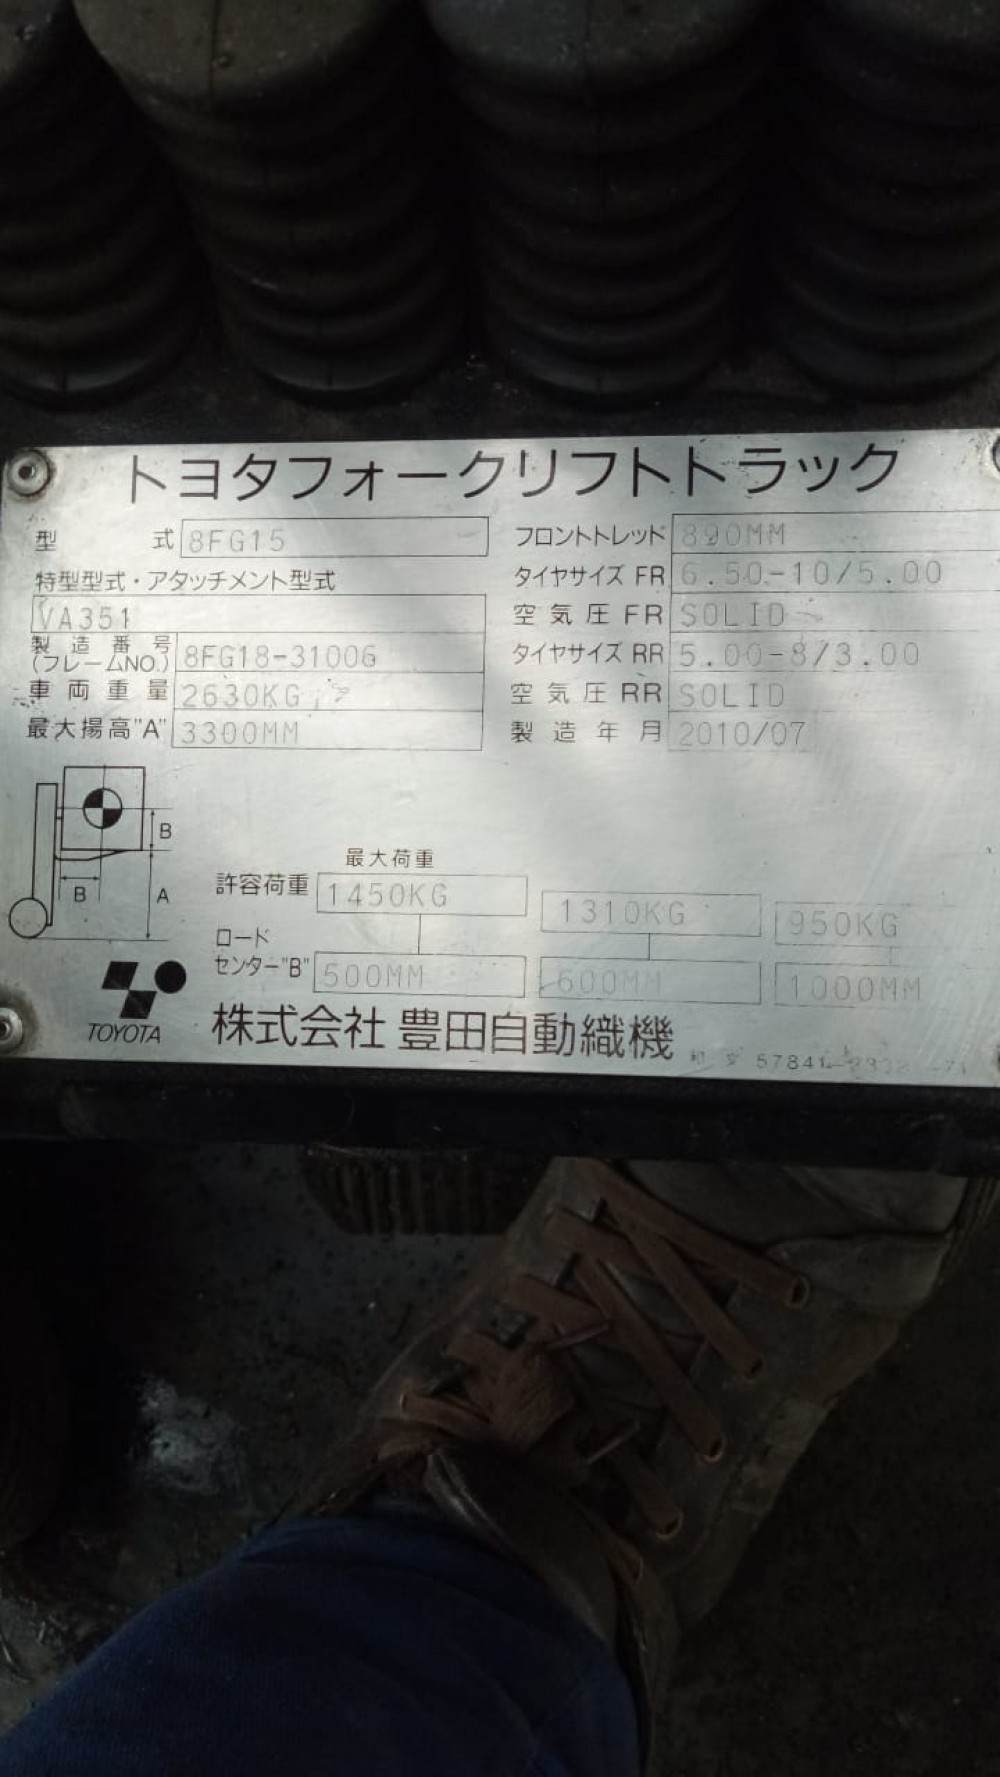 トヨタフォークリフトトラック
型 式 8FG15
特型型式・アタッチメント型式
VA351
製造番号 (フレームNO.) 8FG18-31006
車両重量 2630KG
最大揚高"A" 3300MM
フロントトレッド 890MM
タイヤサイズ FR 6.50-10/5.00
空気圧 FR SOLID
タイヤサイズ RR 5.00-8/3.00
空気圧 RR SOLID
製造年月 2010/07
B
B A
最大荷重
許容荷重 1450KG 1310KG 950KG
ロード
センター"B" 500MM 600MM 1000MM
TOYOTA 株式会社 豊田自動織機